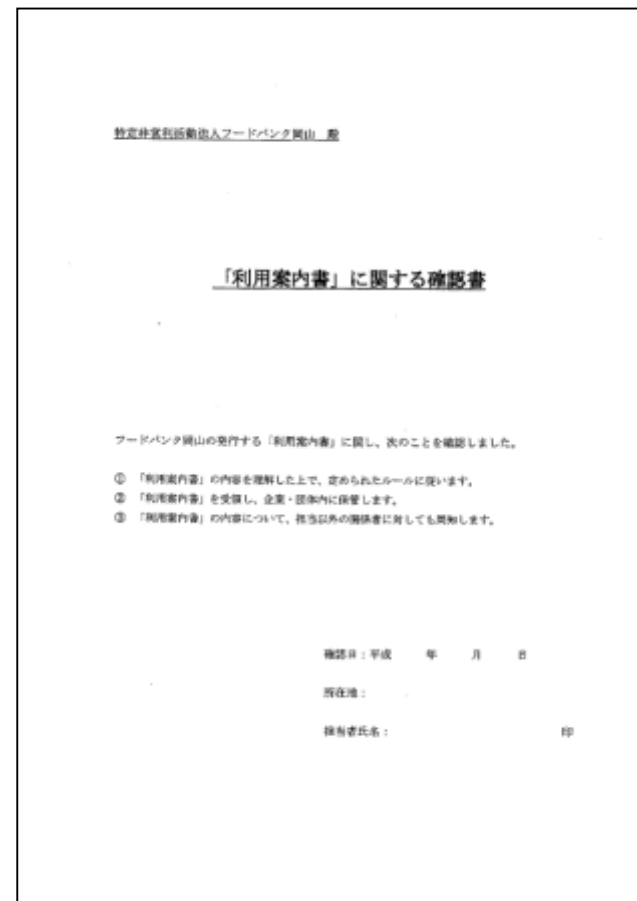 特定非営利活動法人フードバンク岡山　殿
「利用案内書」に関する確認書
フードバンク岡山の発行する「利用案内書」に関し、次のことを確認しました。
① 「利用案内書」の内容を理解した上で、定められたルールに従います。
② 「利用案内書」を受領し、企業・団体内に保管します。
③ 「利用案内書」の内容について、担当以外の関係者に対しても周知します。
確認日：平成　　年　　月　　日
所在地：
担当者氏名：　　　　　　　　　　印